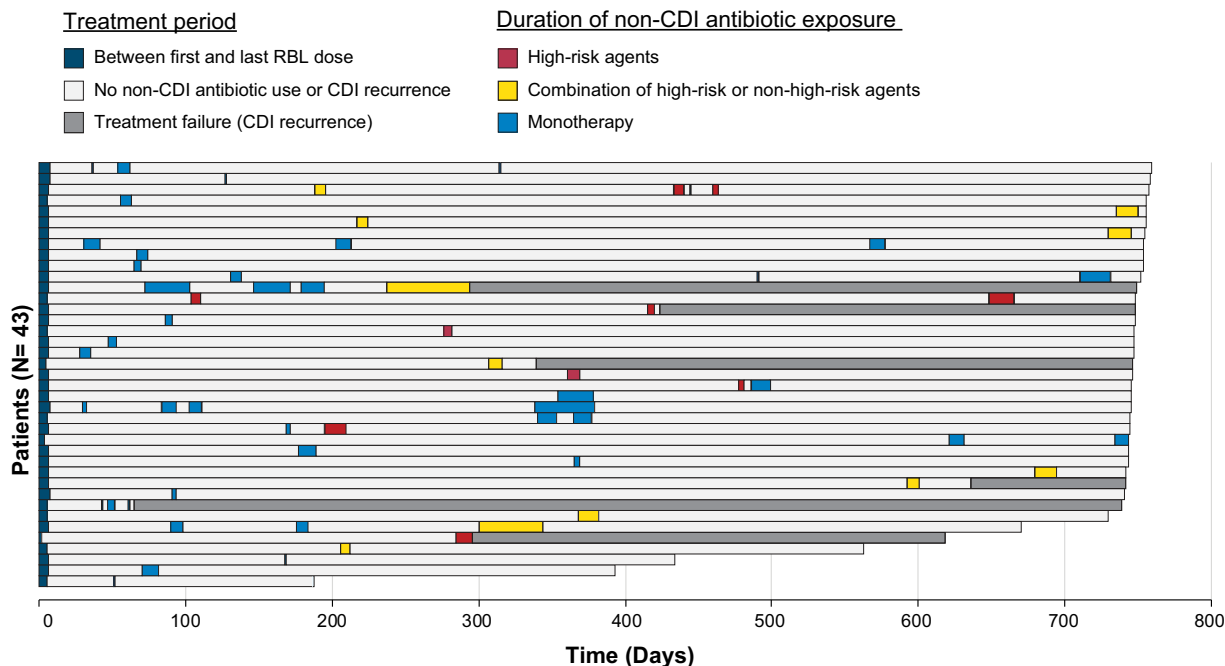 Treatment period
Duration of non-CDI antibiotic exposure
Between first and last RBL dose
High-risk agents
No non-CDI antibiotic use or CDI recurrence
Combination of high-risk or non-high-risk agents
Treatment failure (CDI recurrence)
Monotherapy
Patients (N= 43)
0 100 200 300 400 500 600 700 800
Time (Days)